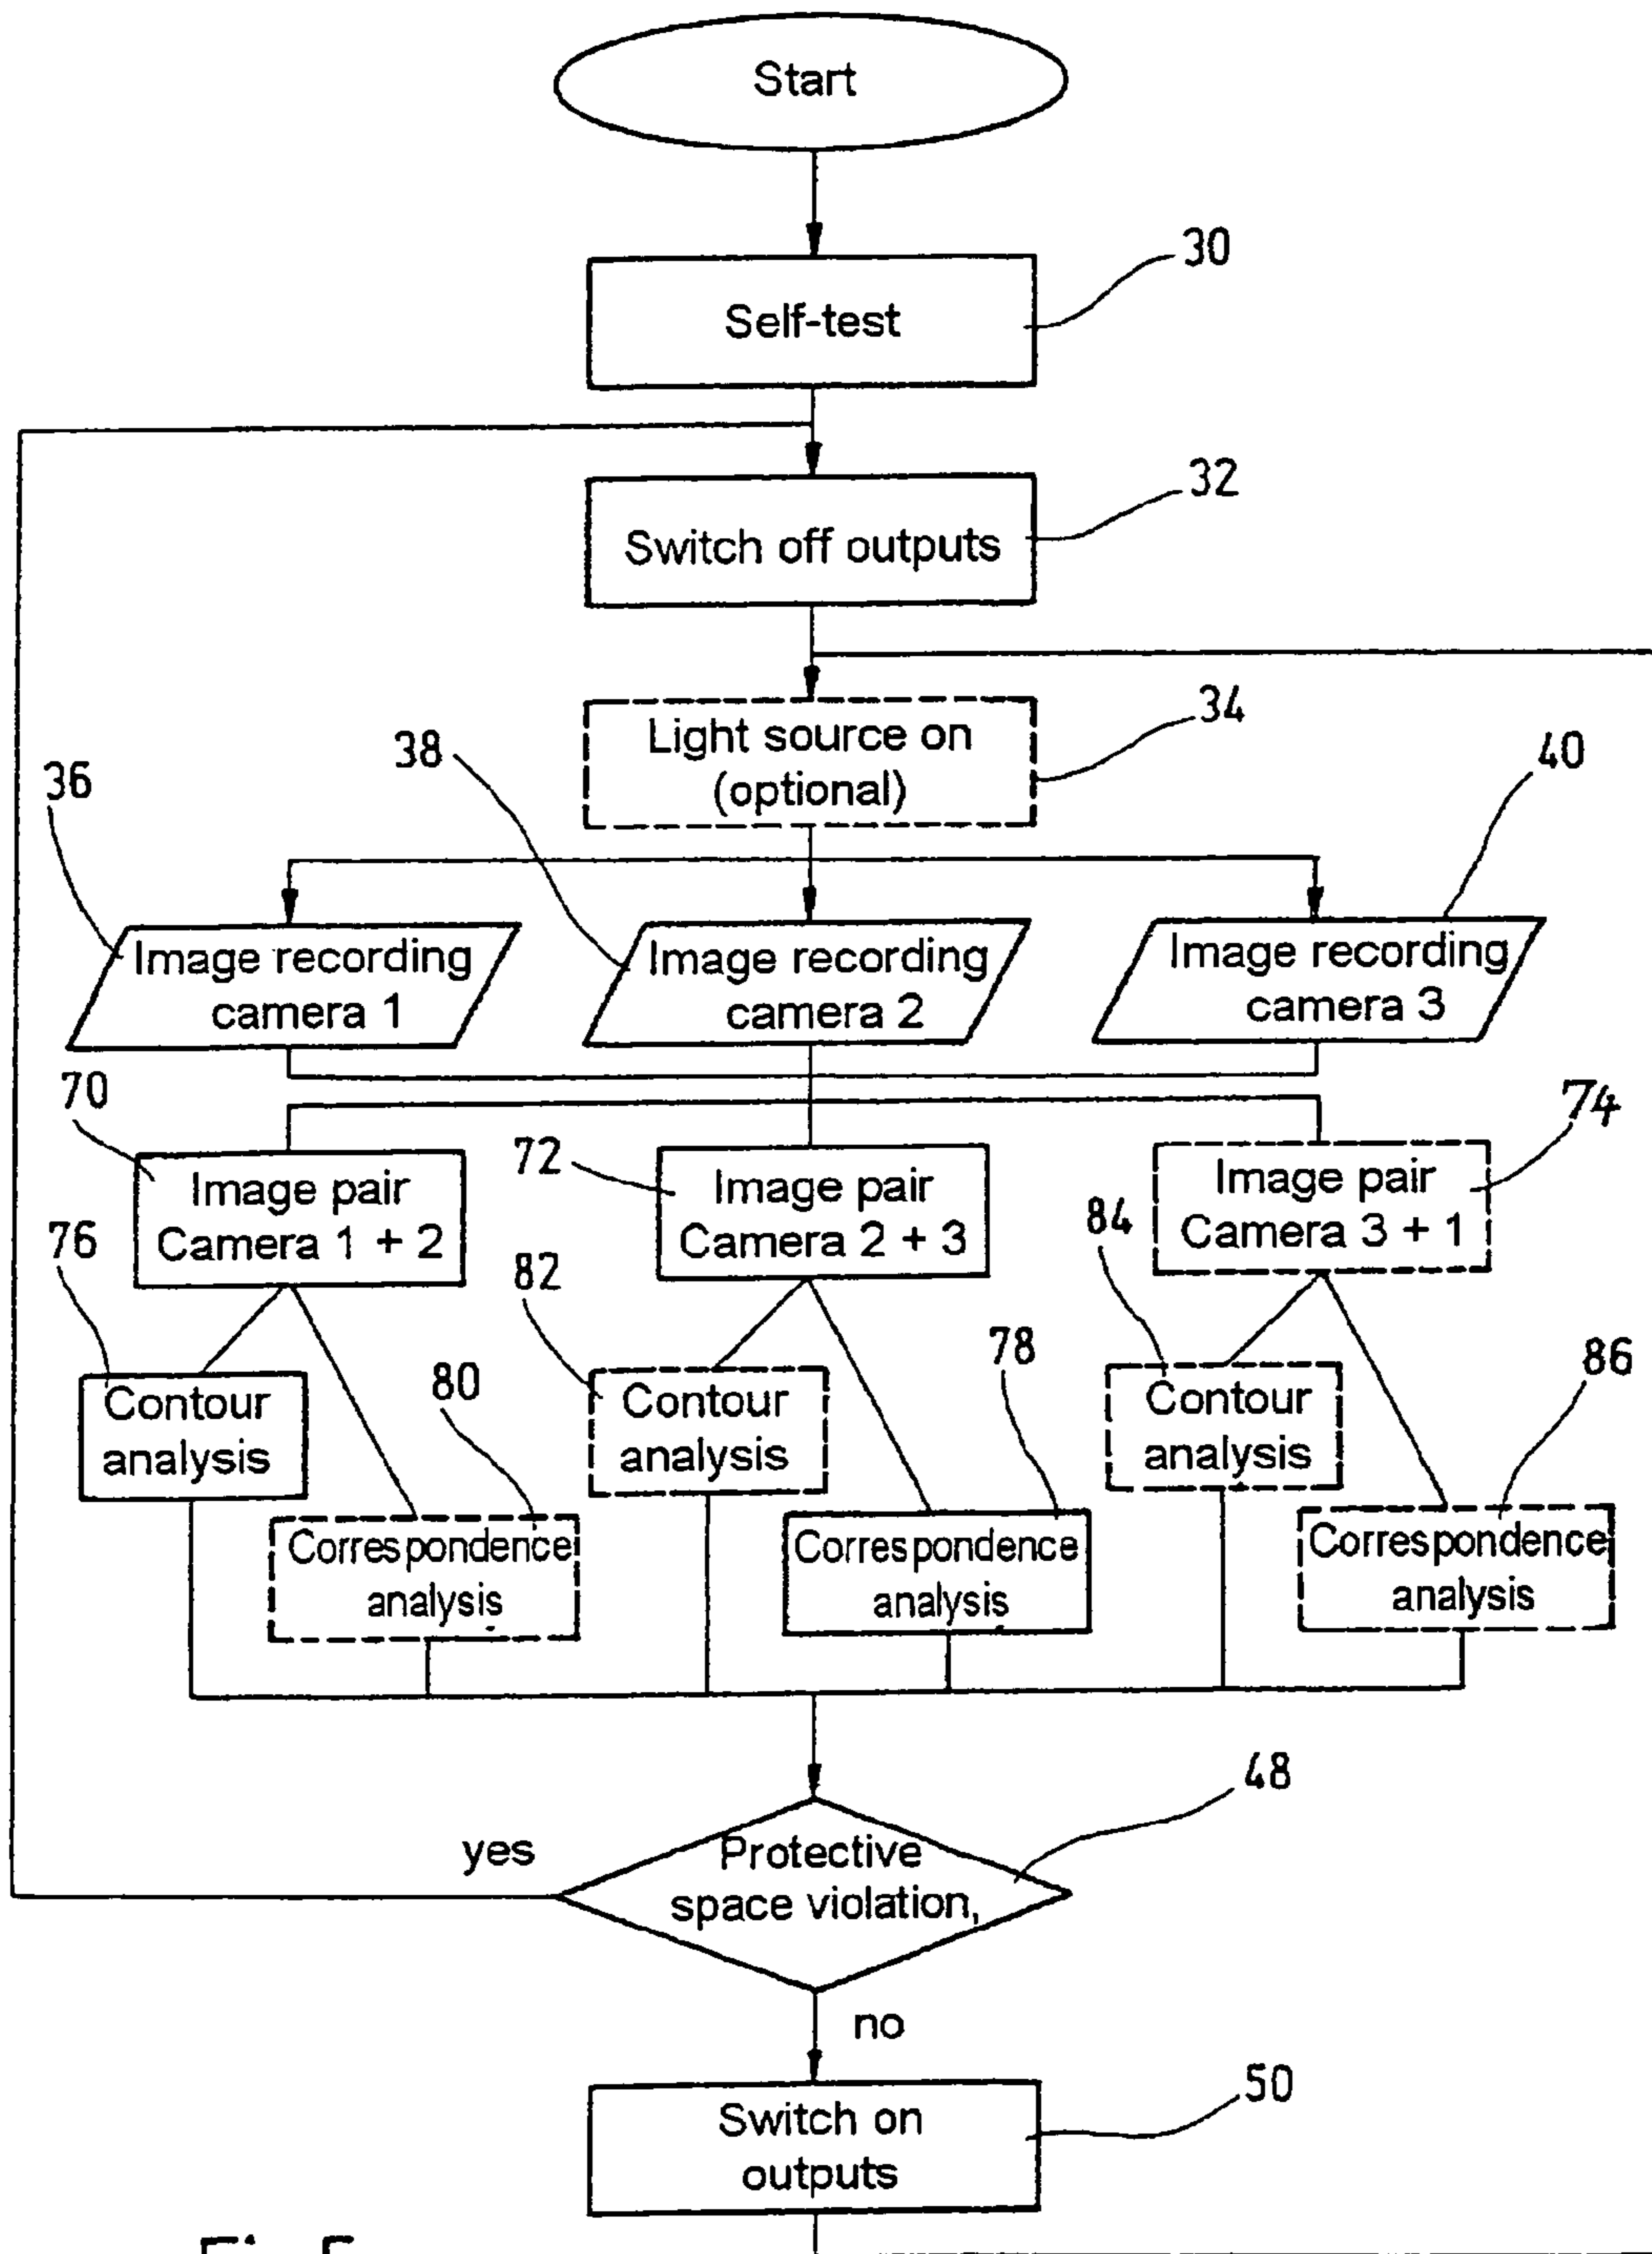 Start
30
Self-test
32
Switch off outputs
34
Light source on
(optional)
36
38
40
Image recording
camera 1
Image recording
camera 2
Image recording
camera 3
70
72
74
Image pair
Camera 1 + 2
Image pair
Camera 2 + 3
Image pair
Camera 3 + 1
76
82
84
80
78
86
Contour
analysis
Contour
analysis
Contour
analysis
Correspondence
analysis
Correspondence
analysis
Correspondence
analysis
48
yes
Protective
space violation,
no
50
Switch on
outputs